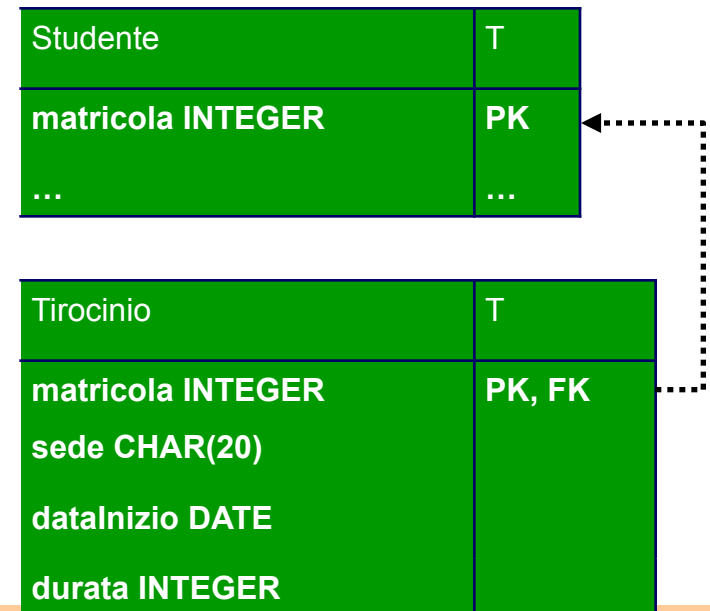 Studente T
matricola INTEGER PK
… …
Tirocinio T
matricola INTEGER PK, FK
sede CHAR(20)
dataInizio DATE
durata INTEGER